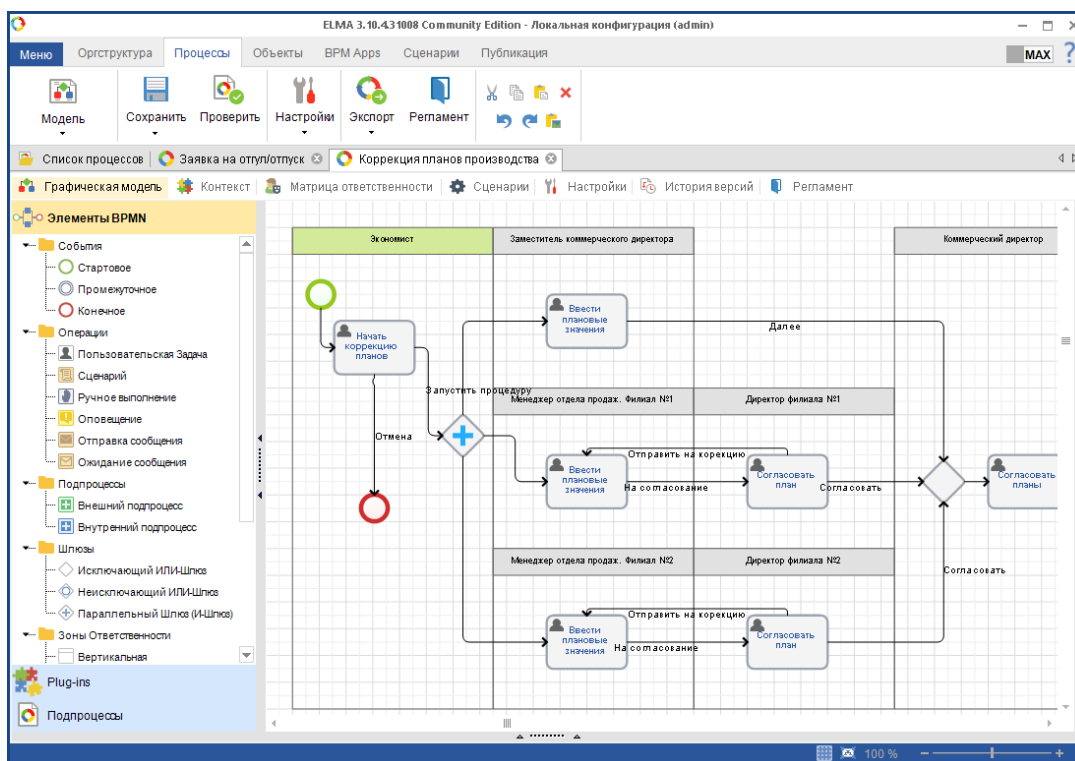 ELMA 3.10.4.31008 Community Edition - Локальная конфигурация (admin)
Меню Оргструктура Процессы Объекты BPM Apps Сценарии Публикация MAX ?
Модель Сохранить Проверить Настройки Экспорт Регламент
Список процессов Заявка на отгул/отпуск Коррекция планов производства
Графическая модель Контекст Матрица ответственности Сценарии Настройки История версий Регламент
Элементы BPMN
События
Стартовое
Промежуточное
Конечное
Операции
Пользовательская Задача
Сценарий
Ручное выполнение
Оповещение
Отправка сообщения
Ожидание сообщения
Подпроцессы
Внешний подпроцесс
Внутренний подпроцесс
Шлюзы
Исключающий ИЛИ-Шлюз
Неисключающий ИЛИ-Шлюз
Параллельный Шлюз (И-Шлюз)
Зоны Ответственности
Вертикальная
Plug-ins
Подпроцессы
Экономист
Заместитель коммерческого директора
Коммерческий директор
Ввести
плановые
значения
Далее
Начать
коррекцию
планов
Запустить процедуру
Менеджер отдела продаж. Филиал №1
Директор филиала №1
Отмена
Отправить на корекцию
Ввести
плановые
значения
На согласование
Согласовать
план
Согласовать
Согласовать
планы
Менеджер отдела продаж. Филиал №2
Директор филиала №2
Согласовать
Отправить на корекцию
Ввести
плановые
значения
На согласование
Согласовать
план
100 %